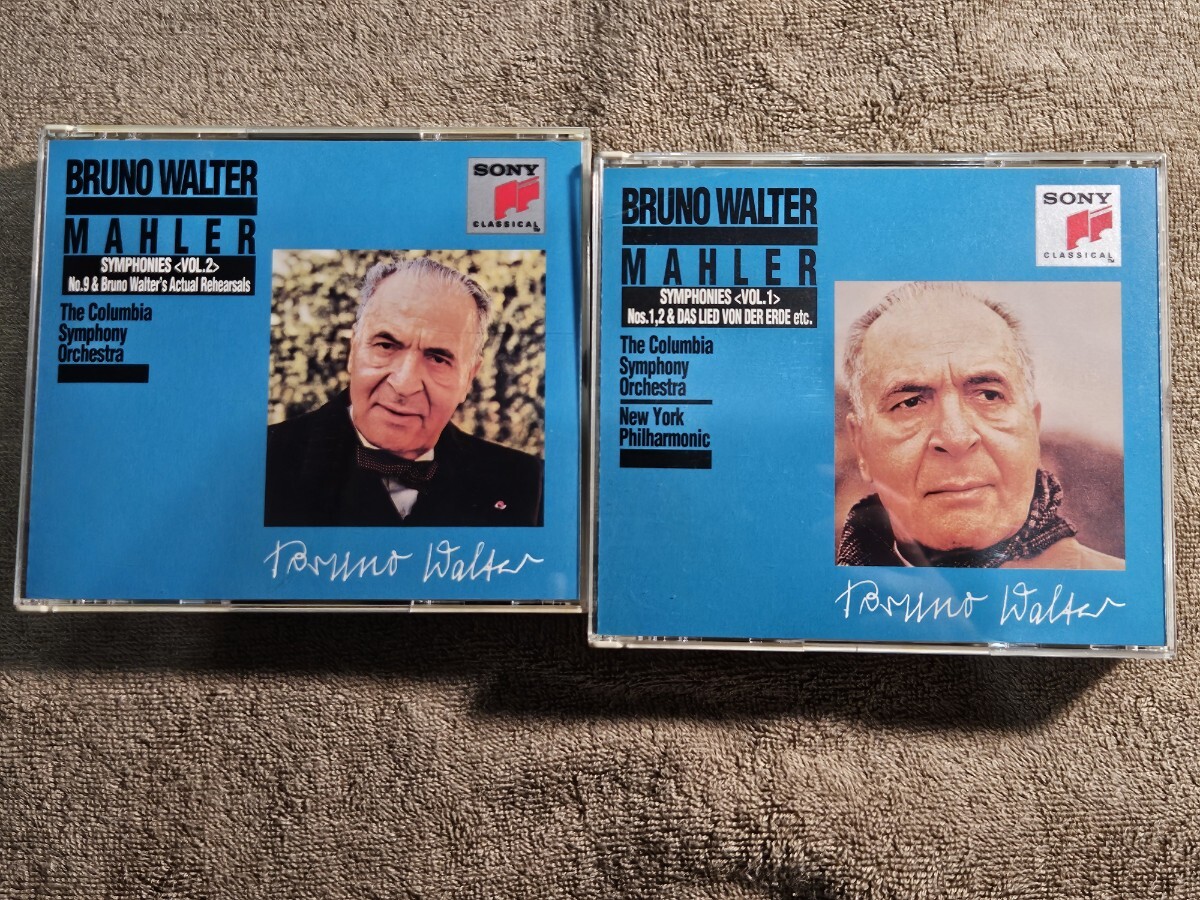 BRUNO WALTER
MAHLER
SYMPHONIES <VOL.2>
No.9 & Bruno Walter's Actual Rehearsals
The Columbia
Symphony
Orchestra
SONY
CLASSICAL™
Bruno Walter
BRUNO WALTER
MAHLER
SYMPHONIES <VOL.1>
Nos.1,2 & DAS LIED VON DER ERDE etc.
The Columbia
Symphony
Orchestra
New York
Philharmonic
SONY
CLASSICAL™
Bruno Walter